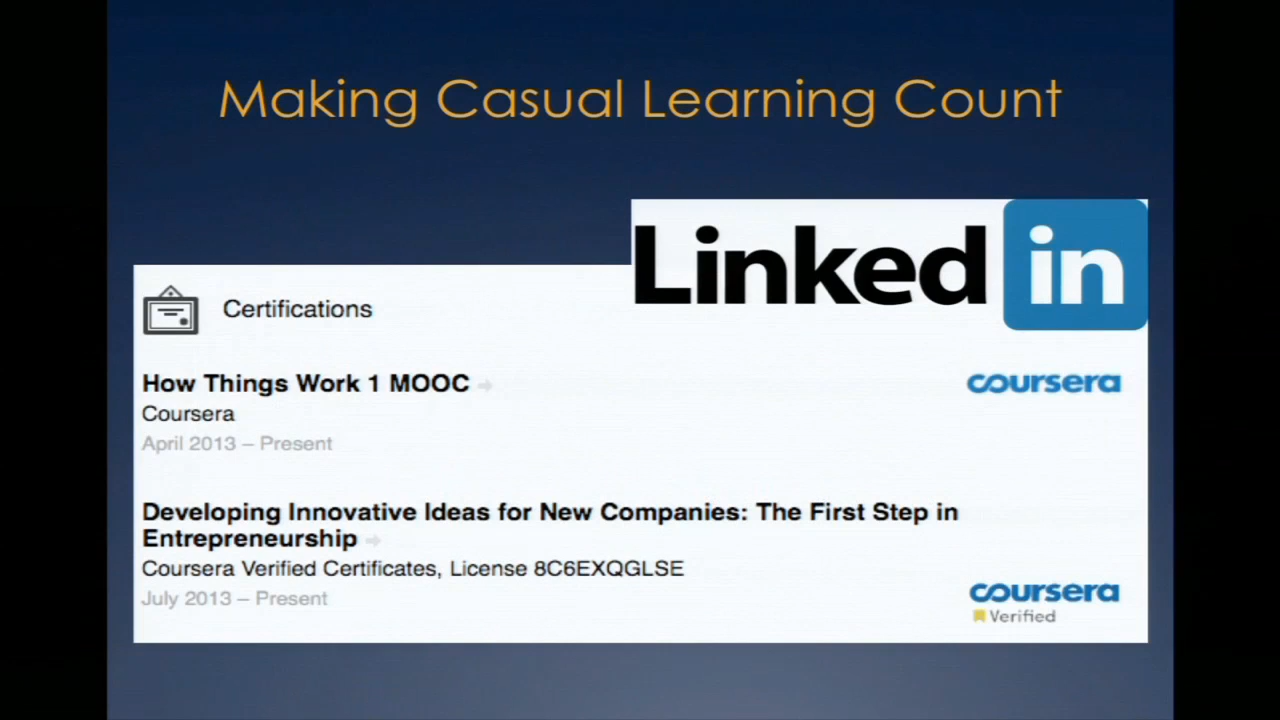 Making Casual Learning Count
Linked in
Certifications
How Things Work 1 MOOC
coursera
Coursera
April 2013 – Present
Developing Innovative Ideas for New Companies: The First Step in
Entrepreneurship
Coursera Verified Certificates, License 8C6EXQGLSE
July 2013 – Present
coursera
Verified